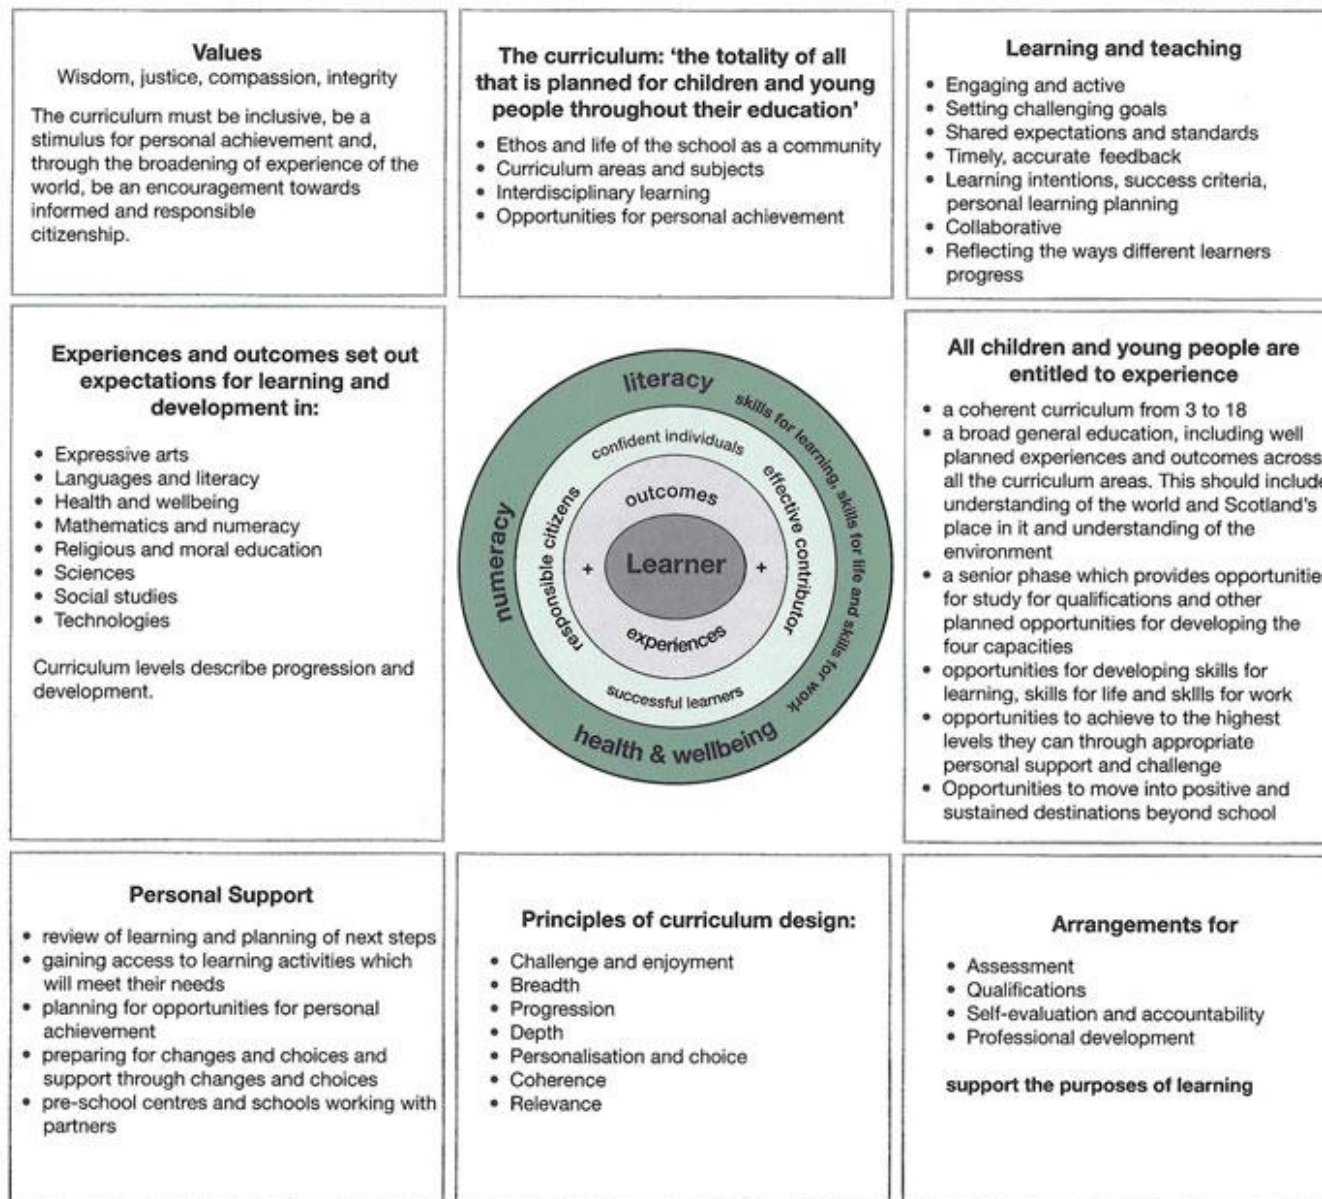 Values
Wisdom, justice, compassion, integrity
The curriculum must be inclusive, be a
stimulus for personal achievement and,
through the broadening of experience of the
world, be an encouragement towards
informed and responsible
citizenship.
The curriculum: ‘the totality of all
that is planned for children and young
people throughout their education’
• Ethos and life of the school as a community
• Curriculum areas and subjects
• Interdisciplinary learning
• Opportunities for personal achievement
Learning and teaching
• Engaging and active
• Setting challenging goals
• Shared expectations and standards
• Timely, accurate feedback
• Learning intentions, success criteria,
personal learning planning
• Collaborative
• Reflecting the ways different learners
progress
Experiences and outcomes set out
expectations for learning and
development in:
• Expressive arts
• Languages and literacy
• Health and wellbeing
• Mathematics and numeracy
• Religious and moral education
• Sciences
• Social studies
• Technologies
Curriculum levels describe progression and
development.
literacy
skills for learning, skills for life and skills for work
health & wellbeing
numeracy
confident individuals
effective contributor
successful learners
responsible citizens
outcomes
+ Learner +
experiences
All children and young people are
entitled to experience
• a coherent curriculum from 3 to 18
• a broad general education, including well
planned experiences and outcomes across
all the curriculum areas. This should include
understanding of the world and Scotland's
place in it and understanding of the
environment
• a senior phase which provides opportunitie
for study for qualifications and other
planned opportunities for developing the
four capacities
• opportunities for developing skills for
learning, skills for life and skills for work
• opportunities to achieve to the highest
levels they can through appropriate
personal support and challenge
• Opportunities to move into positive and
sustained destinations beyond school
Personal Support
• review of learning and planning of next steps
• gaining access to learning activities which
will meet their needs
• planning for opportunities for personal
achievement
• preparing for changes and choices and
support through changes and choices
• pre-school centres and schools working with
partners
Principles of curriculum design:
• Challenge and enjoyment
• Breadth
• Progression
• Depth
• Personalisation and choice
• Coherence
• Relevance
Arrangements for
• Assessment
• Qualifications
• Self-evaluation and accountability
• Professional development
support the purposes of learning